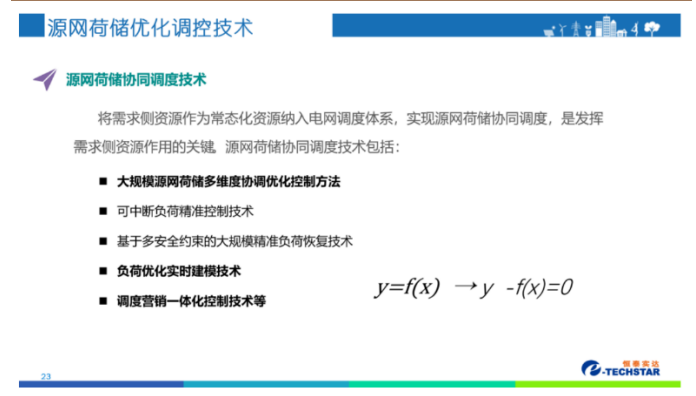 源网荷储优化调控技术
源网荷储协同调度技术
将需求侧资源作为常态化资源纳入电网调度体系，实现源网荷储协同调度，是发挥
需求侧资源作用的关键。源网荷储协同调度技术包括：
■ 大规模源网荷储多维度协调优化控制方法
■ 可中断负荷精准控制技术
■ 基于多安全约束的大规模精准负荷恢复技术
■ 负荷优化实时建模技术
■ 调度营销一体化控制技术等
y=f(x) →y -f(x)=0
恒泰实达
e-TECHSTAR
23